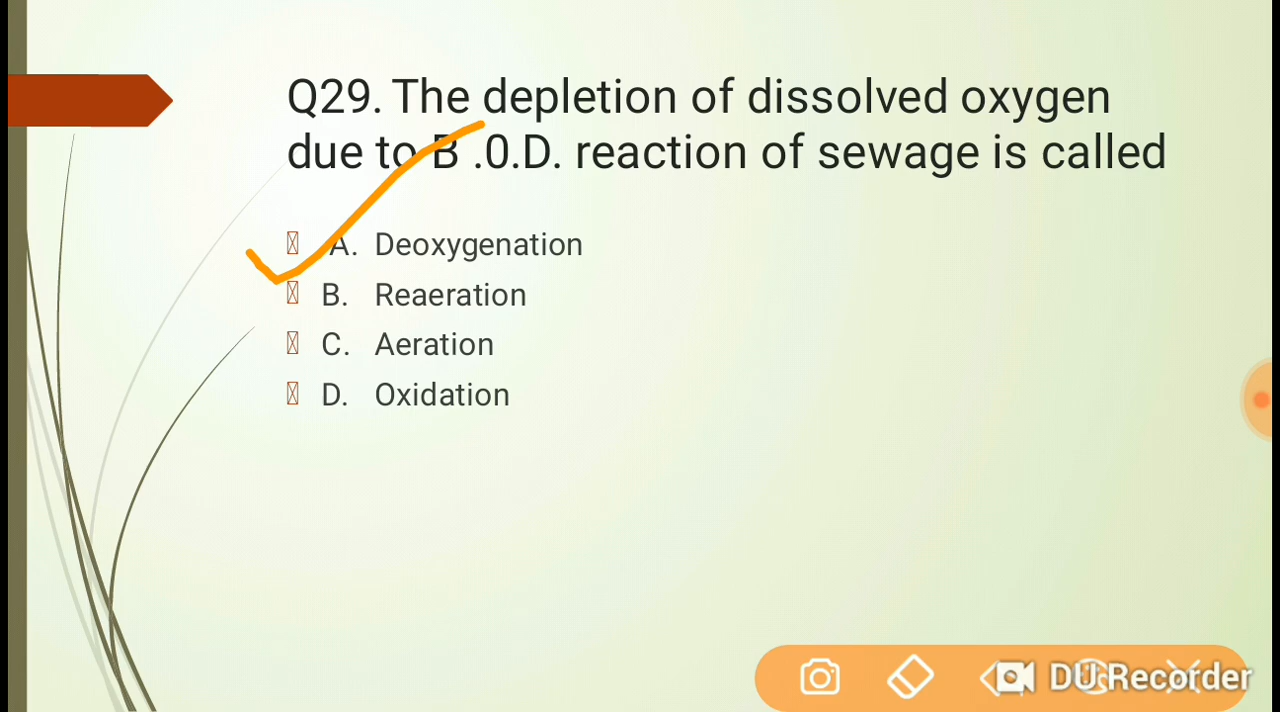 Q29. The depletion of dissolved oxygen
due to B .0.D. reaction of sewage is called
A. Deoxygenation
B. Reaeration
C. Aeration
D. Oxidation
DU Recorder